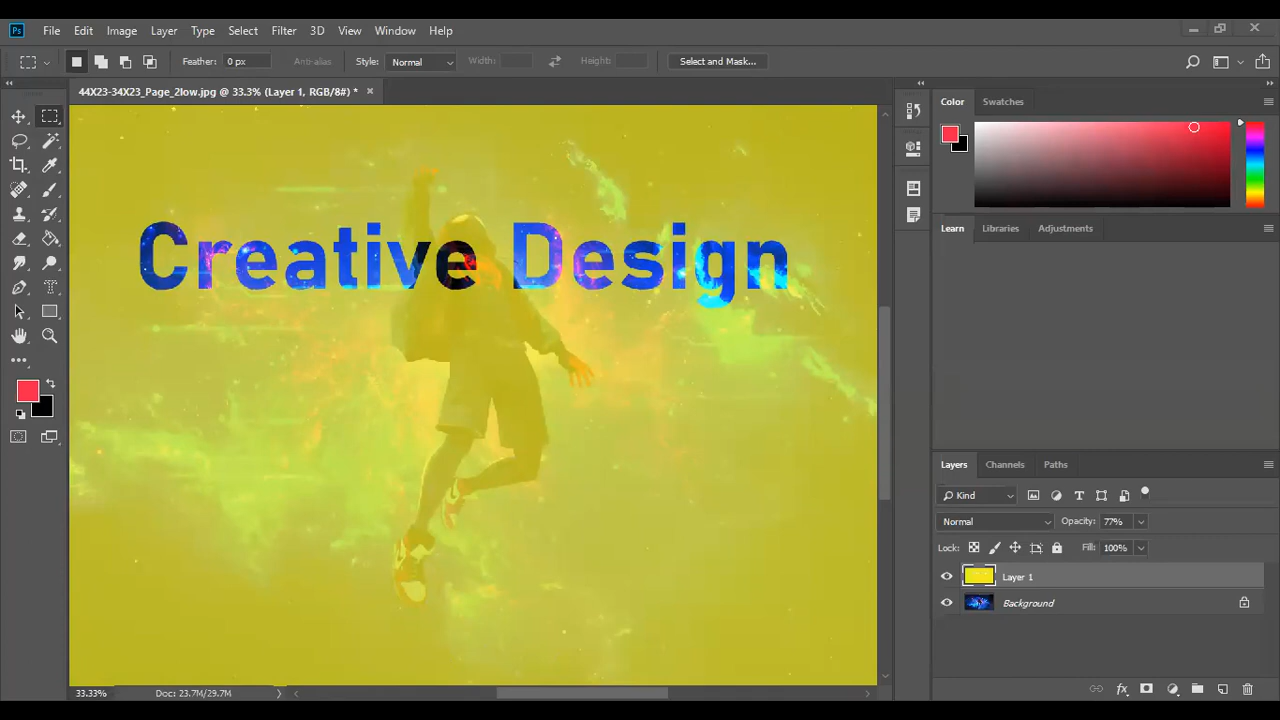 Ps File Edit Image Layer Type Select Filter 3D View Window Help
Feather: 0 px Anti-alias Style: Normal Width: Height: Select and Mask...
44X23-34X23_Page_2low.jpg @ 33.3% (Layer 1, RGB/8#) *
Color Swatches
Creative Design
Learn Libraries Adjustments
Layers Channels Paths
Kind
Normal Opacity: 77%
Lock: Fill: 100%
Layer 1
Background
33.33% Doc: 23.7M/29.7M
fx